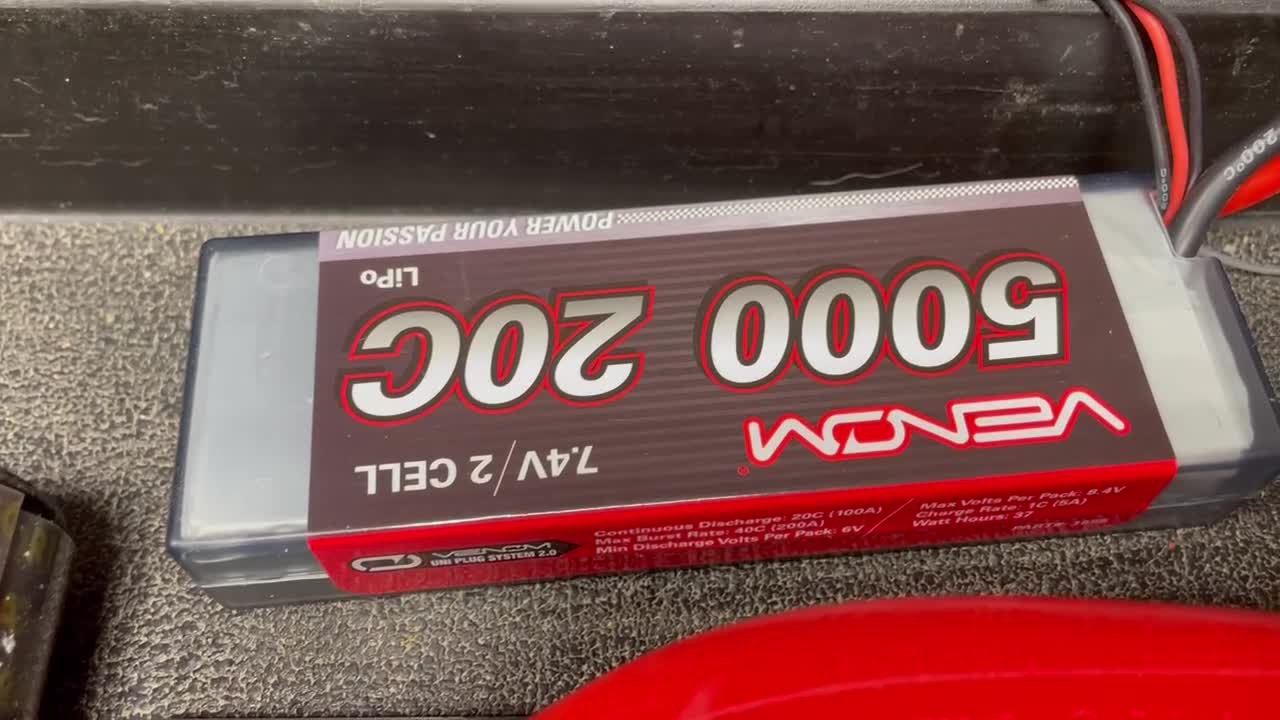 VENOM®
5000 20C
7.4V/2 CELL
LiPo
POWER YOUR PASSION
VENOM
UNI PLUG SYSTEM 2.0
Continuous Discharge: 20C (100A)
Max Burst Rate: 40C (200A)
Min Discharge Volts Per Pack: 6V
Max Volts Per Pack: 8.4V
Charge Rate: 1C (5A)
Watt Hours: 37
200°C